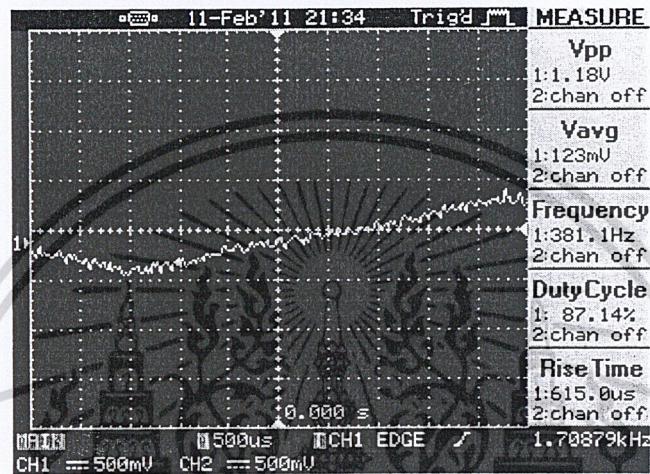 11-Feb'11 21:34 Trig'd MEASURE
Vpp
1:1.18V
2:chan off
Vavg
1:123mV
2:chan off
Frequency
1:381.1Hz
2:chan off
Duty Cycle
1: 87.14%
2:chan off
Rise Time
1:615.0us
2:chan off
1
0.000 s
MAIN M 500us T CH1 EDGE 1.70879kHz
CH1 500mV CH2 500mV